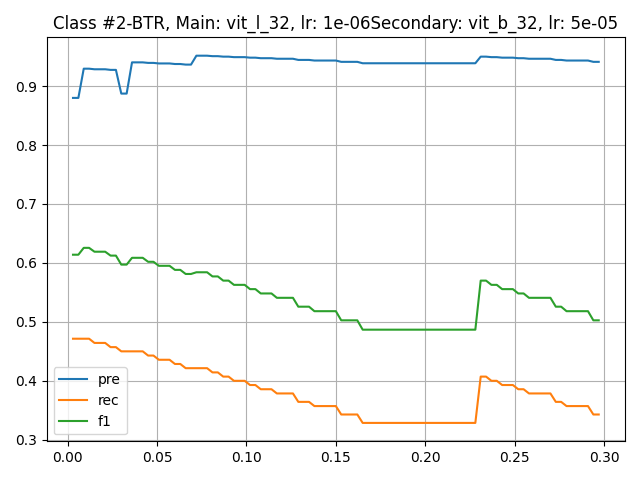 Class #2-BTR, Main: vit_l_32, lr: 1e-06Secondary: vit_b_32, lr: 5e-05
0.9
0.8
0.7
0.6
0.5
0.4
0.3
pre
rec
f1
0.00 0.05 0.10 0.15 0.20 0.25 0.30